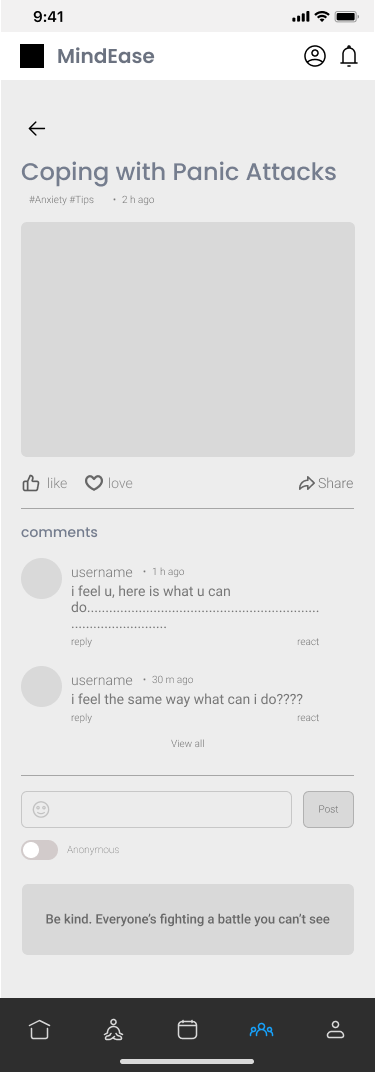 9:41
MindEase
Coping with Panic Attacks
#Anxiety #Tips • 2 h ago
like love Share
comments
username • 1 h ago
i feel u, here is what u can
do..............................................................
.........................
reply react
username • 30 m ago
i feel the same way what can i do????
reply react
View all
Post
Anonymous
Be kind. Everyone’s fighting a battle you can’t see